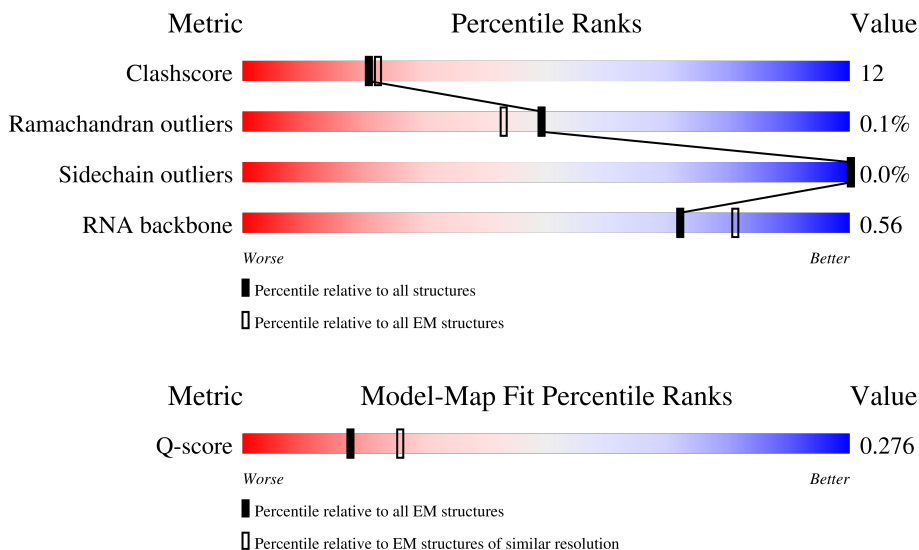 Metric Percentile Ranks Value
Clashscore 12
Ramachandran outliers 0.1%
Sidechain outliers 0.0%
RNA backbone 0.56
Worse Better
Percentile relative to all structures
Percentile relative to all EM structures
Metric Model-Map Fit Percentile Ranks Value
Q-score 0.276
Worse Better
Percentile relative to all EM structures
Percentile relative to EM structures of similar resolution